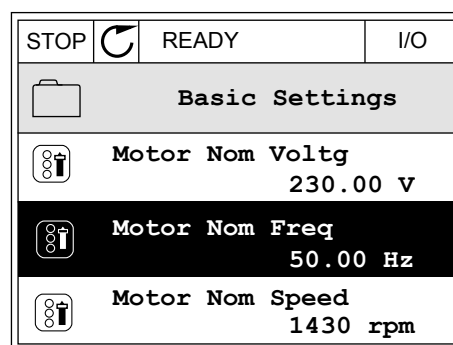 STOP READY I/O
Basic Settings
Motor Nom Voltg
230.00 V
Motor Nom Freq
50.00 Hz
Motor Nom Speed
1430 rpm